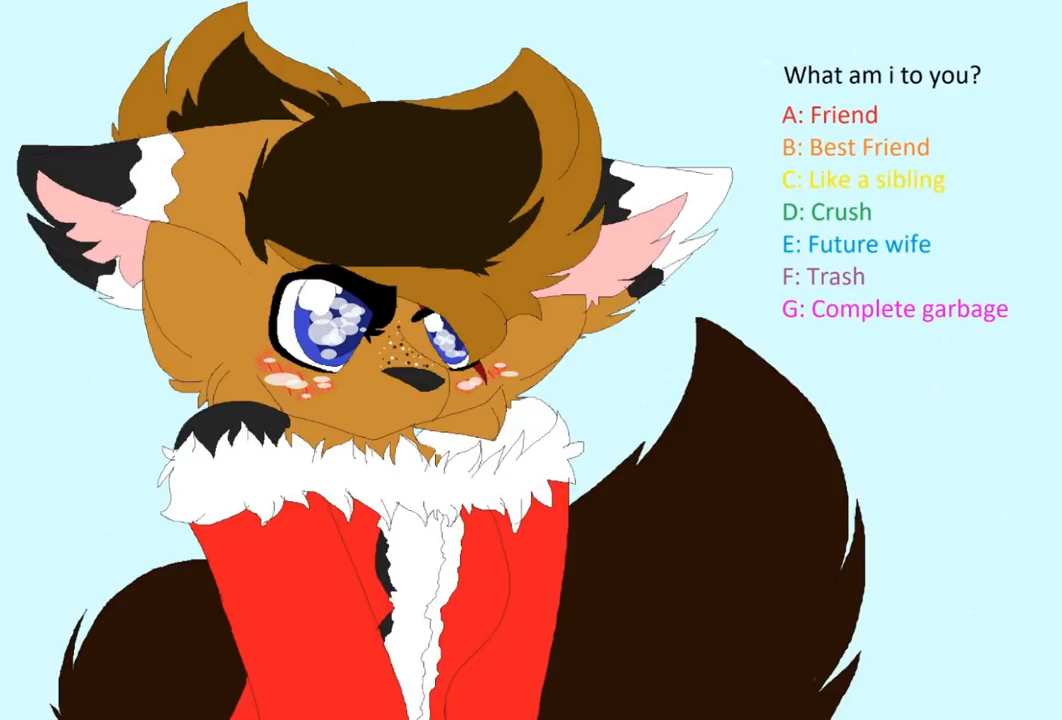 What am i to you?
A: Friend
B: Best Friend
C: Like a sibling
D: Crush
E: Future wife
F: Trash
G: Complete garbage